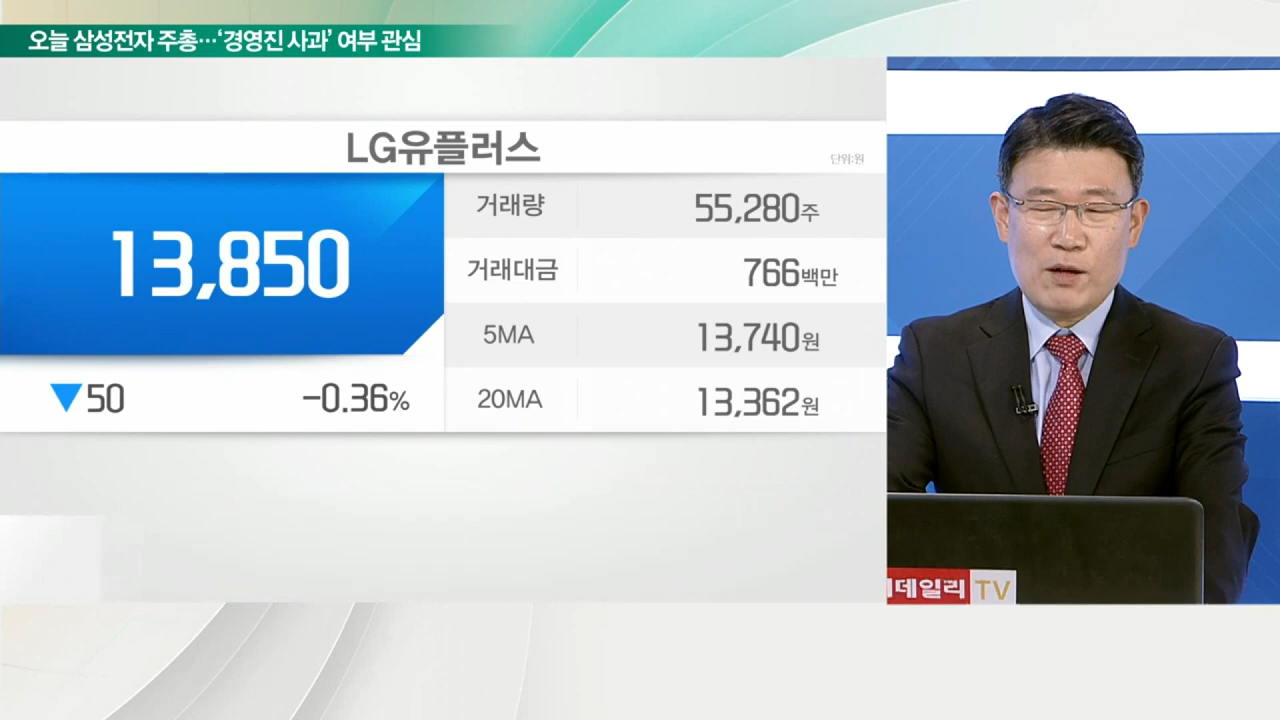 오늘 삼성전자 주총…‘경영진 사과’ 여부 관심
LG유플러스
단위:원
13,850
▼50 -0.36%
거래량 55,280주
거래대금 766백만
5MA 13,740원
20MA 13,362원
데일리 TV